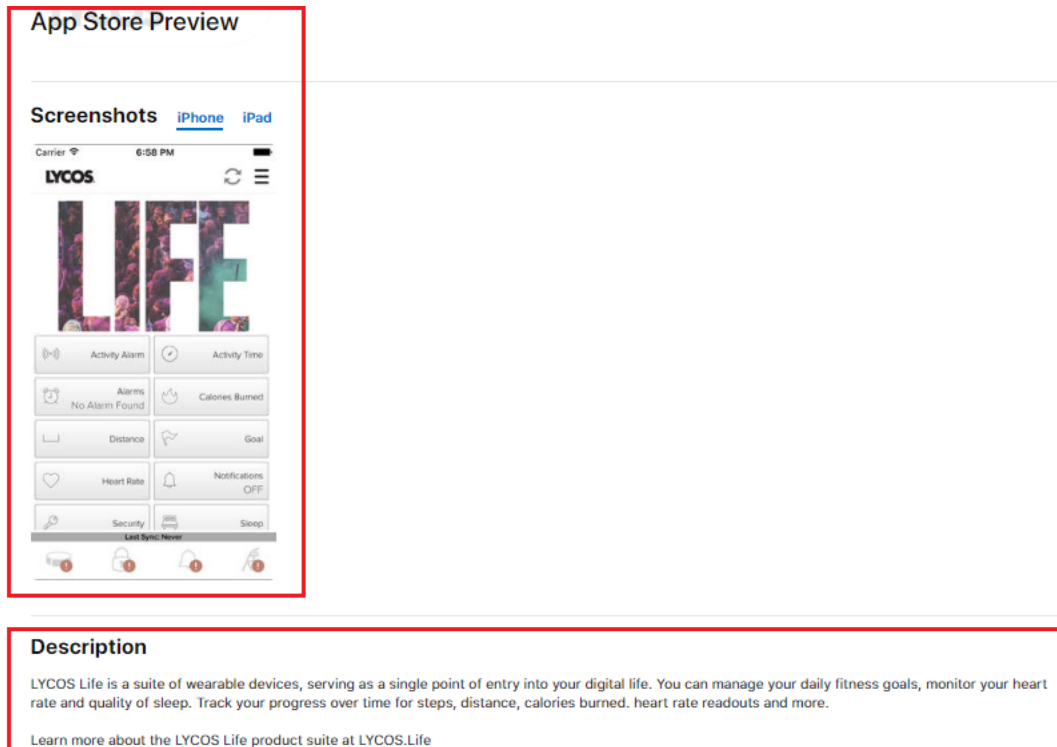 App Store Preview
Screenshots iPhone iPad
Carrier 6:58 PM
LYCOS
LIFE
Activity Alarm Activity Time
Alarms
No Alarm Found Calories Burned
Distance Goal
Heart Rate Notifications
OFF
Security Sleep
Last Sync: Never
Description
LYCOS Life is a suite of wearable devices, serving as a single point of entry into your digital life. You can manage your daily fitness goals, monitor your heart
rate and quality of sleep. Track your progress over time for steps, distance, calories burned. heart rate readouts and more.
Learn more about the LYCOS Life product suite at LYCOS.Life